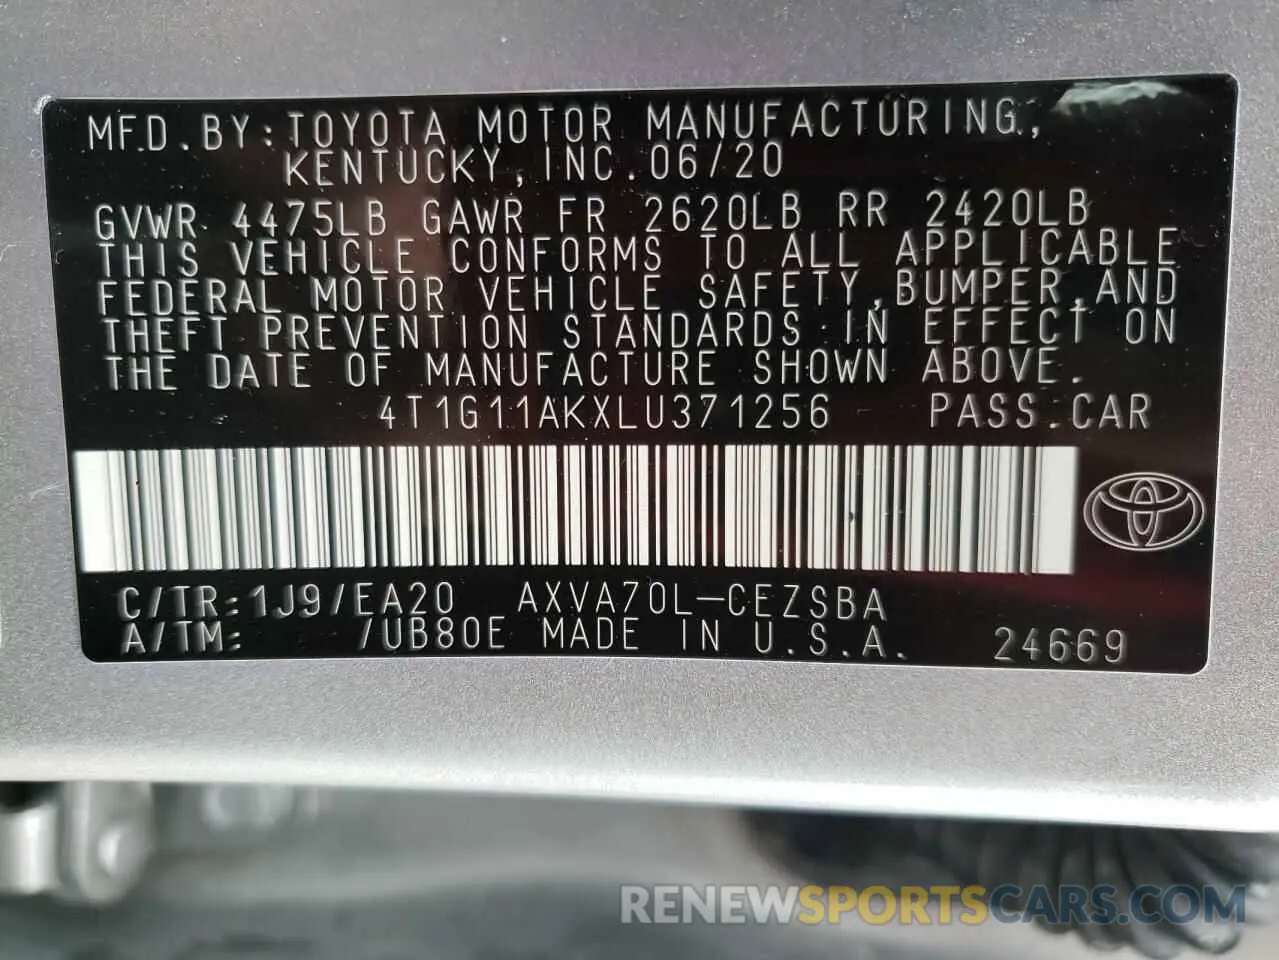 MFD.BY:TOYOTA MOTOR MANUFACTURING,
KENTUCKY,INC.06/20
GVWR 4475LB GAWR FR 2620LB RR 2420LB
THIS VEHICLE CONFORMS TO ALL APPLICABLE
FEDERAL MOTOR VEHICLE SAFETY,BUMPER,AND
THEFT PREVENTION STANDARDS IN EFFECT ON
THE DATE OF MANUFACTURE SHOWN ABOVE.
4T1G11AKXLU371256 PASS.CAR
C/TR:1J9/EA20 AXVA70L-CEZSBA
A/TM: /UB80E MADE IN U.S.A. 24669
RENEWSPORTSCARS.COM